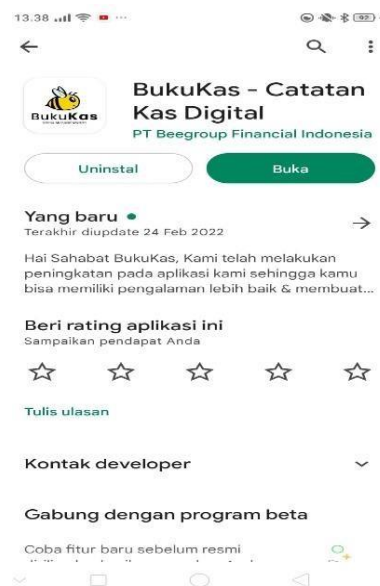 13.38
92
BukuKas
BukuKas - Catatan
Kas Digital
PT Beegroup Financial Indonesia
Uninstal
Buka
Yang baru
Terakhir diupdate 24 Feb 2022
Hai Sahabat BukuKas, Kami telah melakukan
peningkatan pada aplikasi kami sehingga kamu
bisa memiliki pengalaman lebih baik & membuat...
Beri rating aplikasi ini
Sampaikan pendapat Anda
Tulis ulasan
Kontak developer
Gabung dengan program beta
Coba fitur baru sebelum resmi